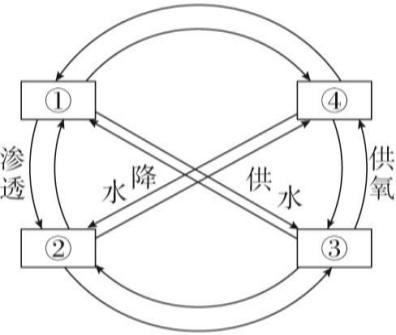 ① ④
渗透 供氧
水 降 供 水
② ③